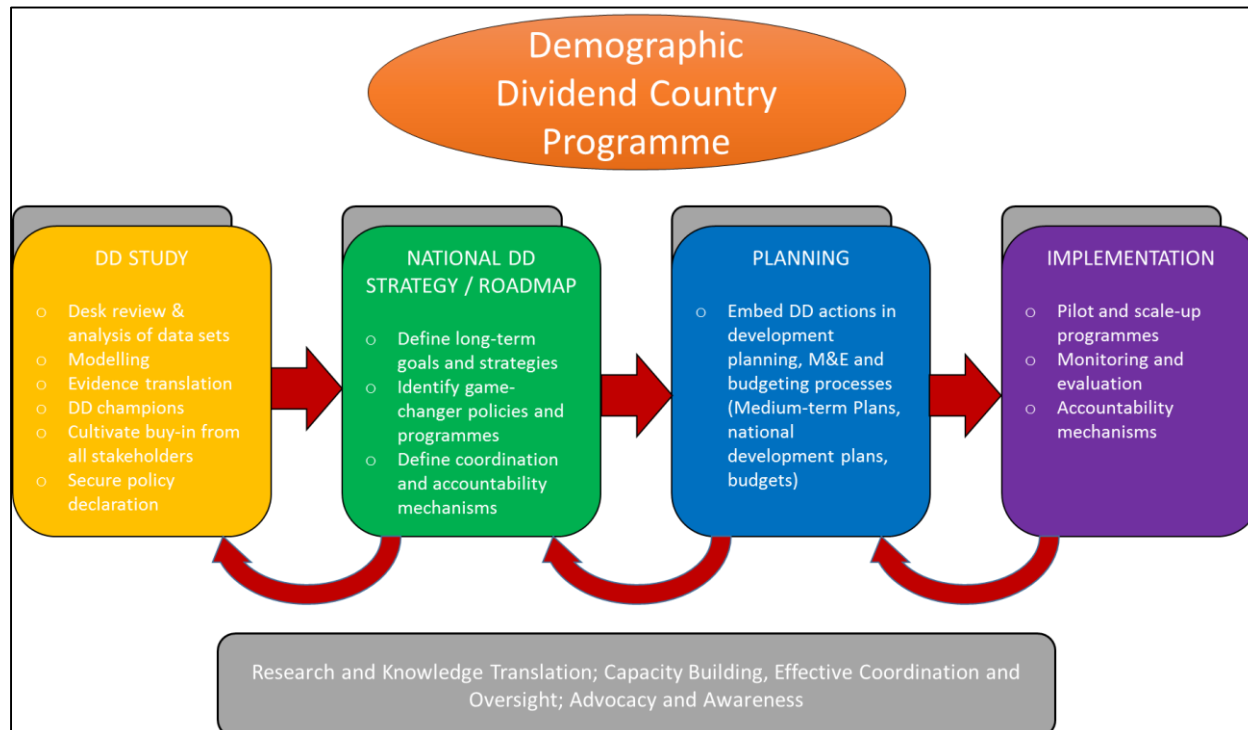 Demographic
Dividend Country
Programme
DD STUDY
○ Desk review &
analysis of data sets
○ Modelling
○ Evidence translation
○ DD champions
○ Cultivate buy-in from
all stakeholders
○ Secure policy
declaration
NATIONAL DD
STRATEGY / ROADMAP
○ Define long-term
goals and strategies
○ Identify game-
changer policies and
programmes
○ Define coordination
and accountability
mechanisms
PLANNING
○ Embed DD actions in
development
planning, M&E and
budgeting processes
(Medium-term Plans,
national
development plans,
budgets)
IMPLEMENTATION
○ Pilot and scale-up
programmes
○ Monitoring and
evaluation
○ Accountability
mechanisms
Research and Knowledge Translation; Capacity Building, Effective Coordination and
Oversight; Advocacy and Awareness